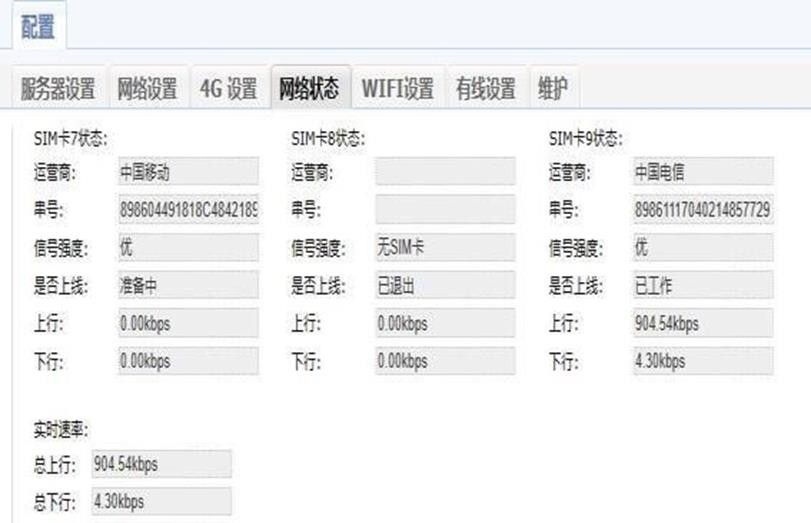 配置
服务器设置 网络设置 4G 设置 网络状态 WIFI设置 有线设置 维护
SIM卡7状态: SIM卡8状态: SIM卡9状态:
运营商: 中国移动 运营商: 运营商: 中国电信
串号: 898604491818C4842189 串号: 串号: 89861117040214857729
信号强度: 优 信号强度: 无SIM卡 信号强度: 优
是否上线: 准备中 是否上线: 已退出 是否上线: 已工作
上行: 0.00kbps 上行: 0.00kbps 上行: 904.54kbps
下行: 0.00kbps 下行: 0.00kbps 下行: 4.30kbps
实时速率:
总上行: 904.54kbps
总下行: 4.30kbps